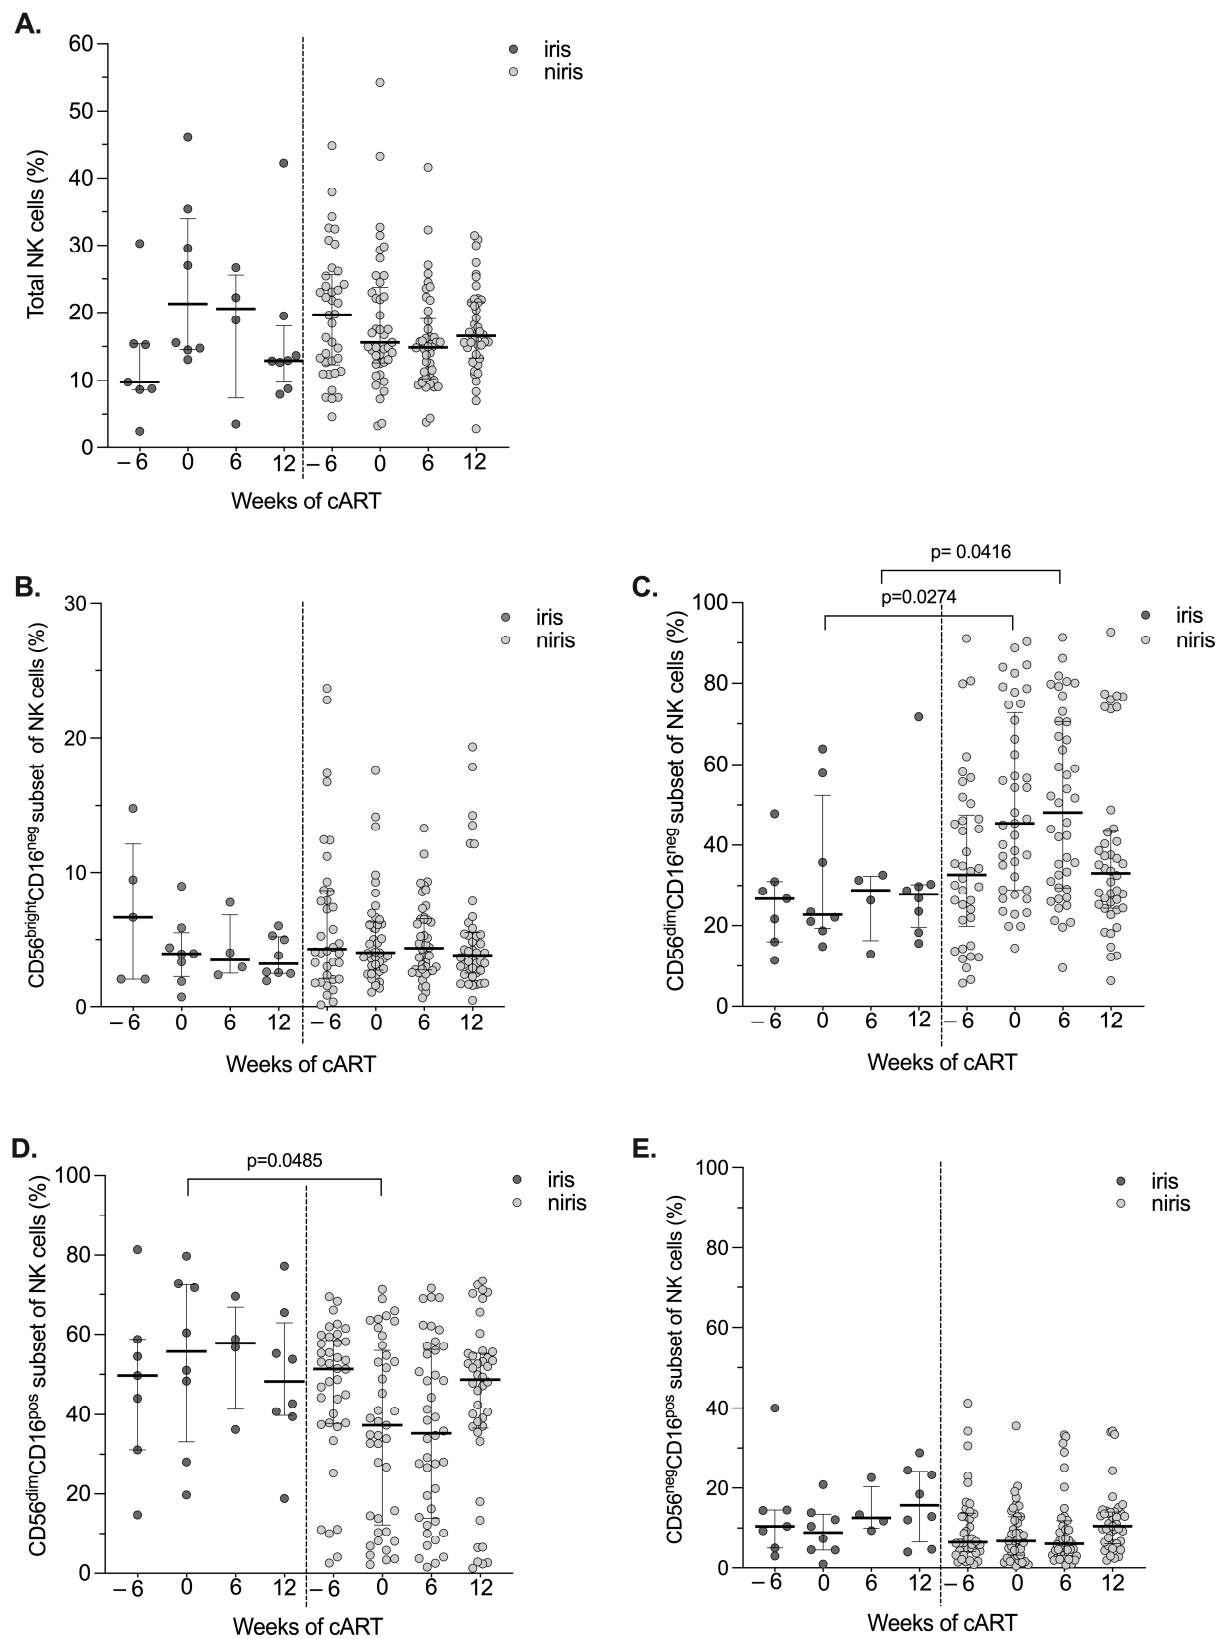 A.
60
50
40
30
20
10
0
Total NK cells (%)
iris
niris
–6 0 6 12 –6 0 6 12
Weeks of cART
B.
30
20
10
0
CD56brightCD16neg subset of NK cells (%)
iris
niris
–6 0 6 12 –6 0 6 12
Weeks of cART
C.
p= 0.0416
p=0.0274
100
80
60
40
20
0
CD56dimCD16neg subset of NK cells (%)
iris
niris
–6 0 6 12 –6 0 6 12
Weeks of cART
D.
p=0.0485
100
80
60
40
20
0
CD56dimCD16pos subset of NK cells (%)
iris
niris
–6 0 6 12 –6 0 6 12
Weeks of cART
E.
100
80
60
40
20
0
CD56negCD16pos subset of NK cells (%)
iris
niris
–6 0 6 12 –6 0 6 12
Weeks of cART